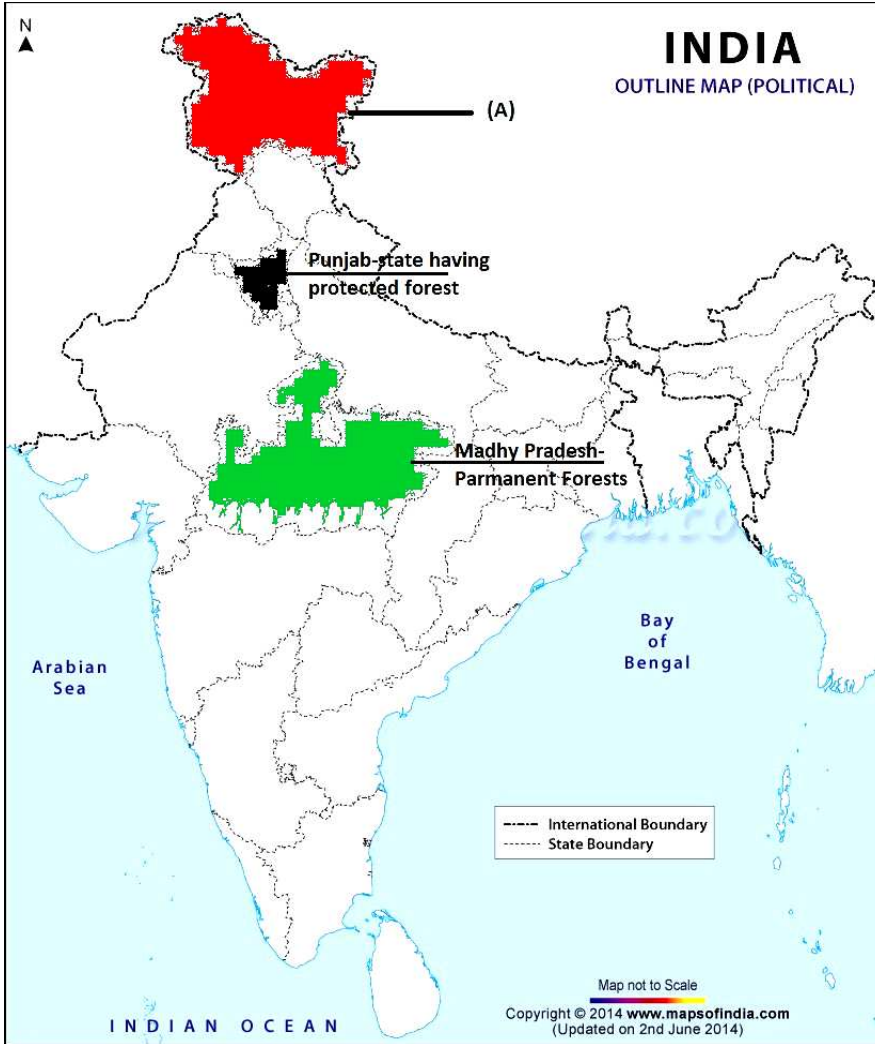 N
INDIA
OUTLINE MAP (POLITICAL)
(A)
Punjab-state having
protected forest
Madhy Pradesh-
Parmanent Forests
Bay
of
Bengal
Arabian
Sea
International Boundary
State Boundary
Map not to Scale
Copyright © 2014 www.mapsofindia.com
(Updated on 2nd June 2014)
INDIAN OCEAN